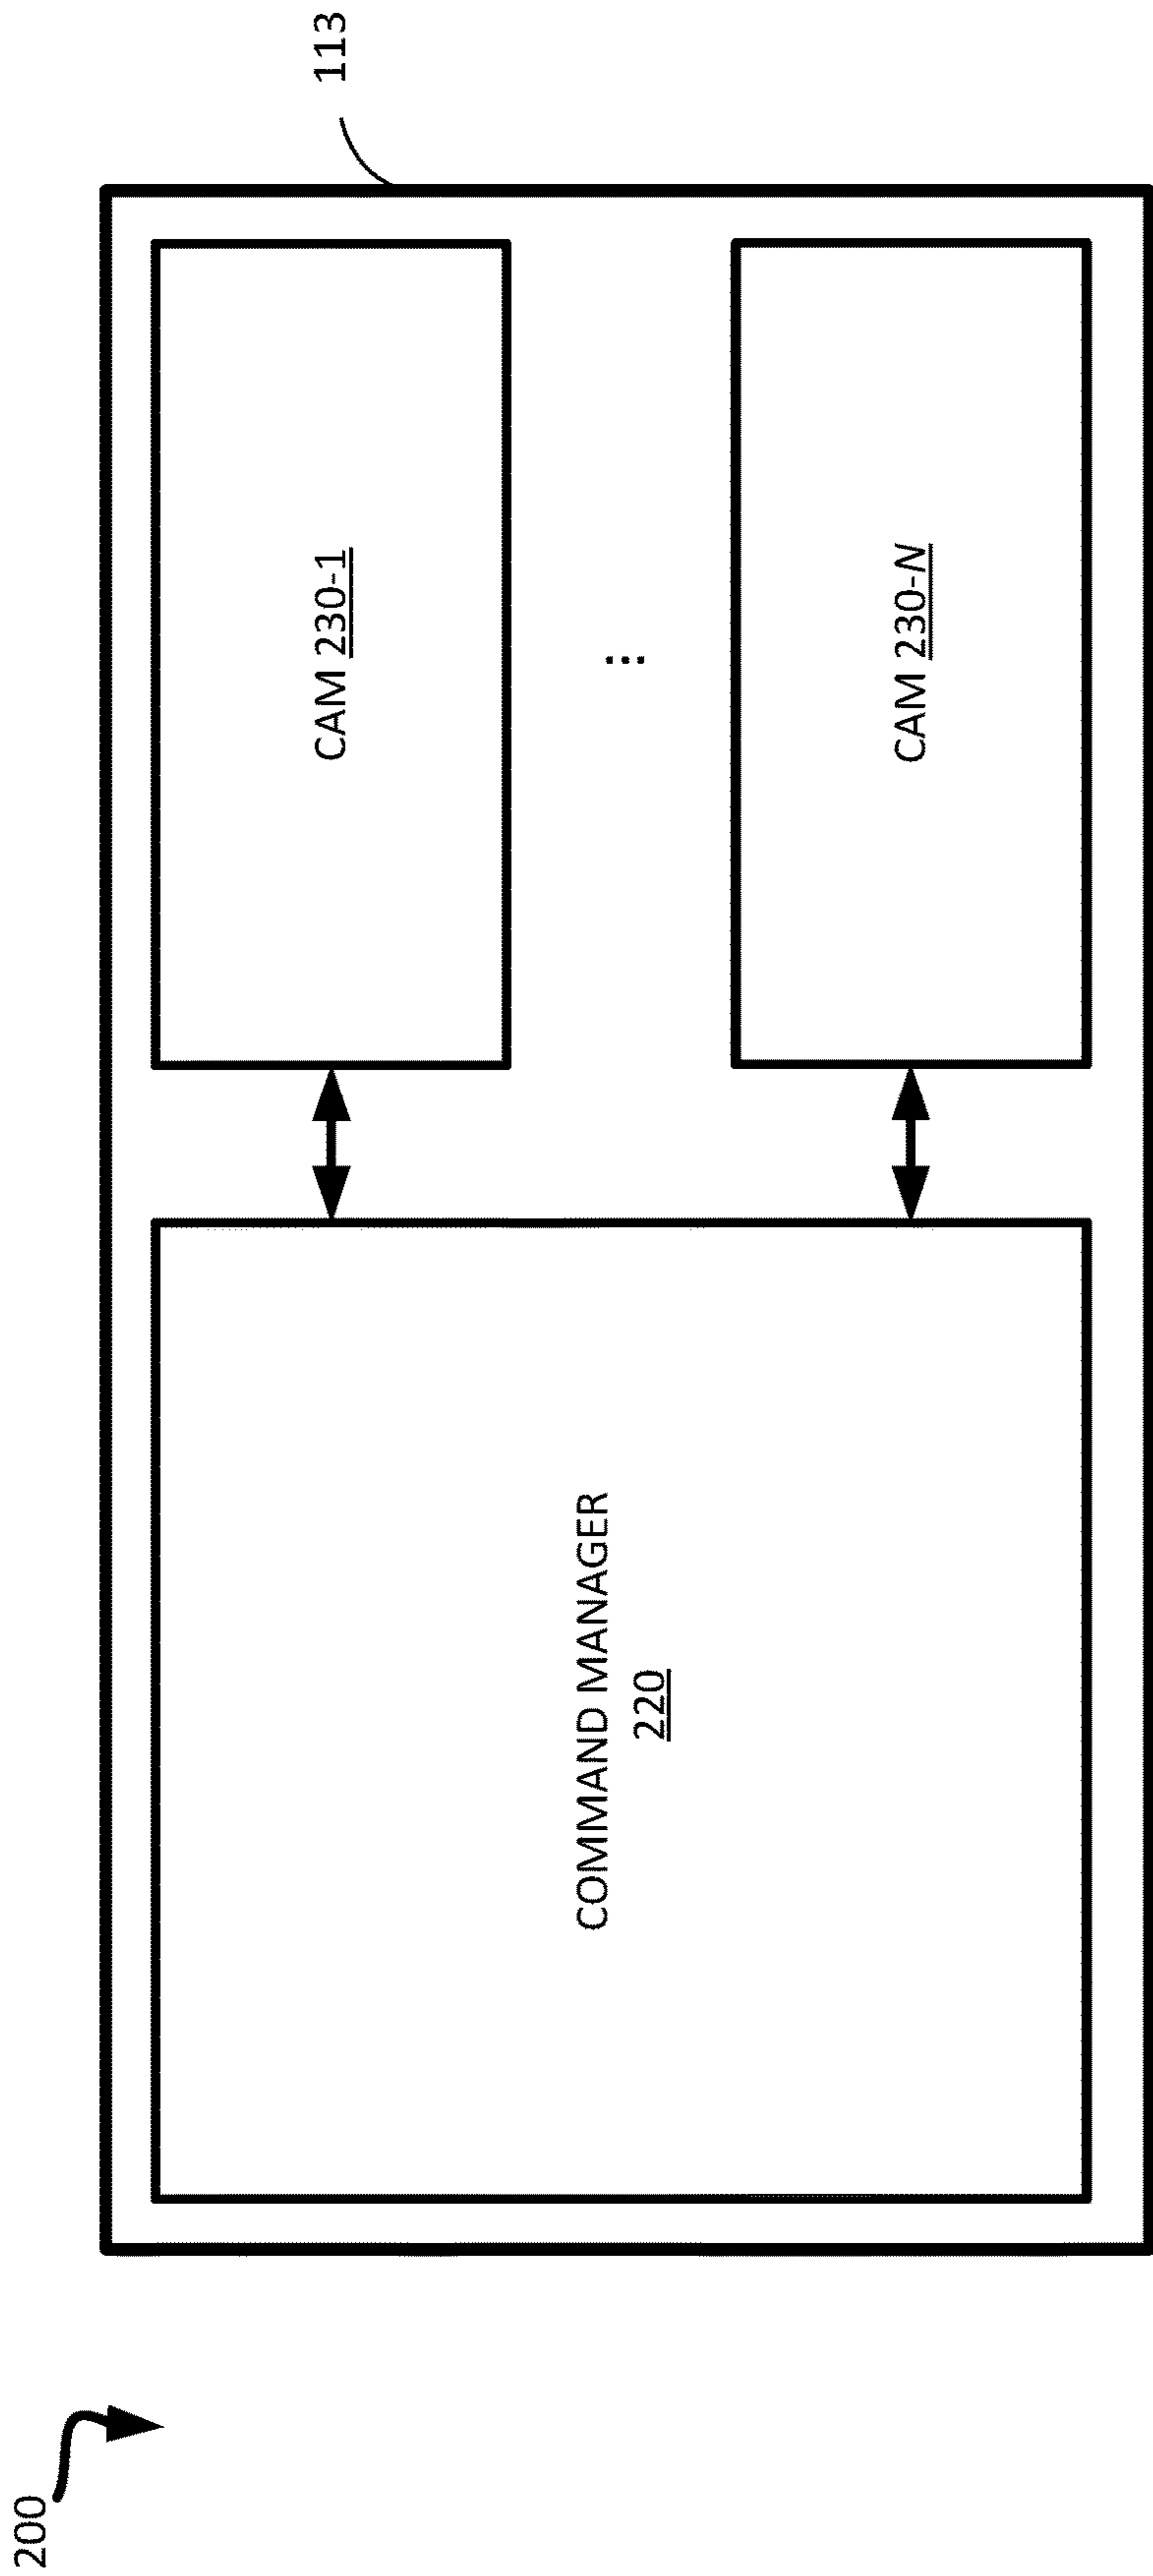 200
113
COMMAND MANAGER
220
CAM 230-1
...
CAM 230-N